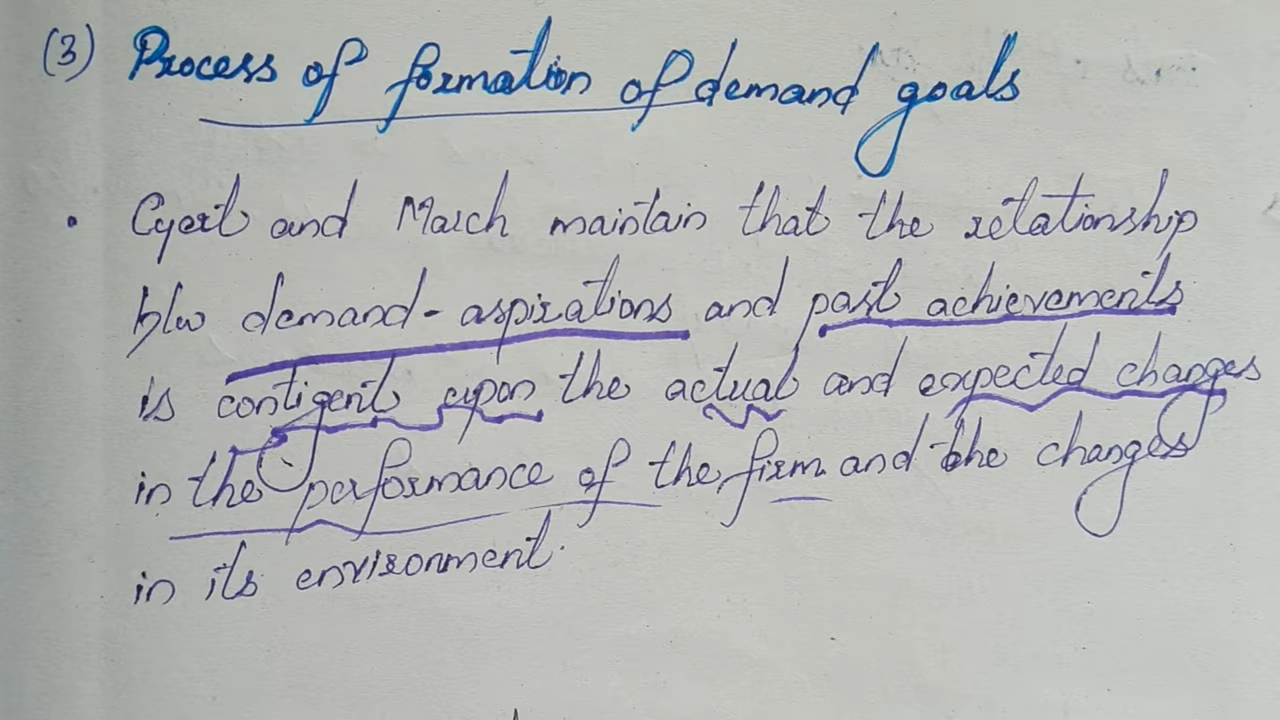 (3) Process of formation of demand goals
• Cyert and March maintain that the relationship
b/w demand-aspirations and past achievements
is contigent upon the actual and expected changes
in the performance of the firm and the changes
in its environment.